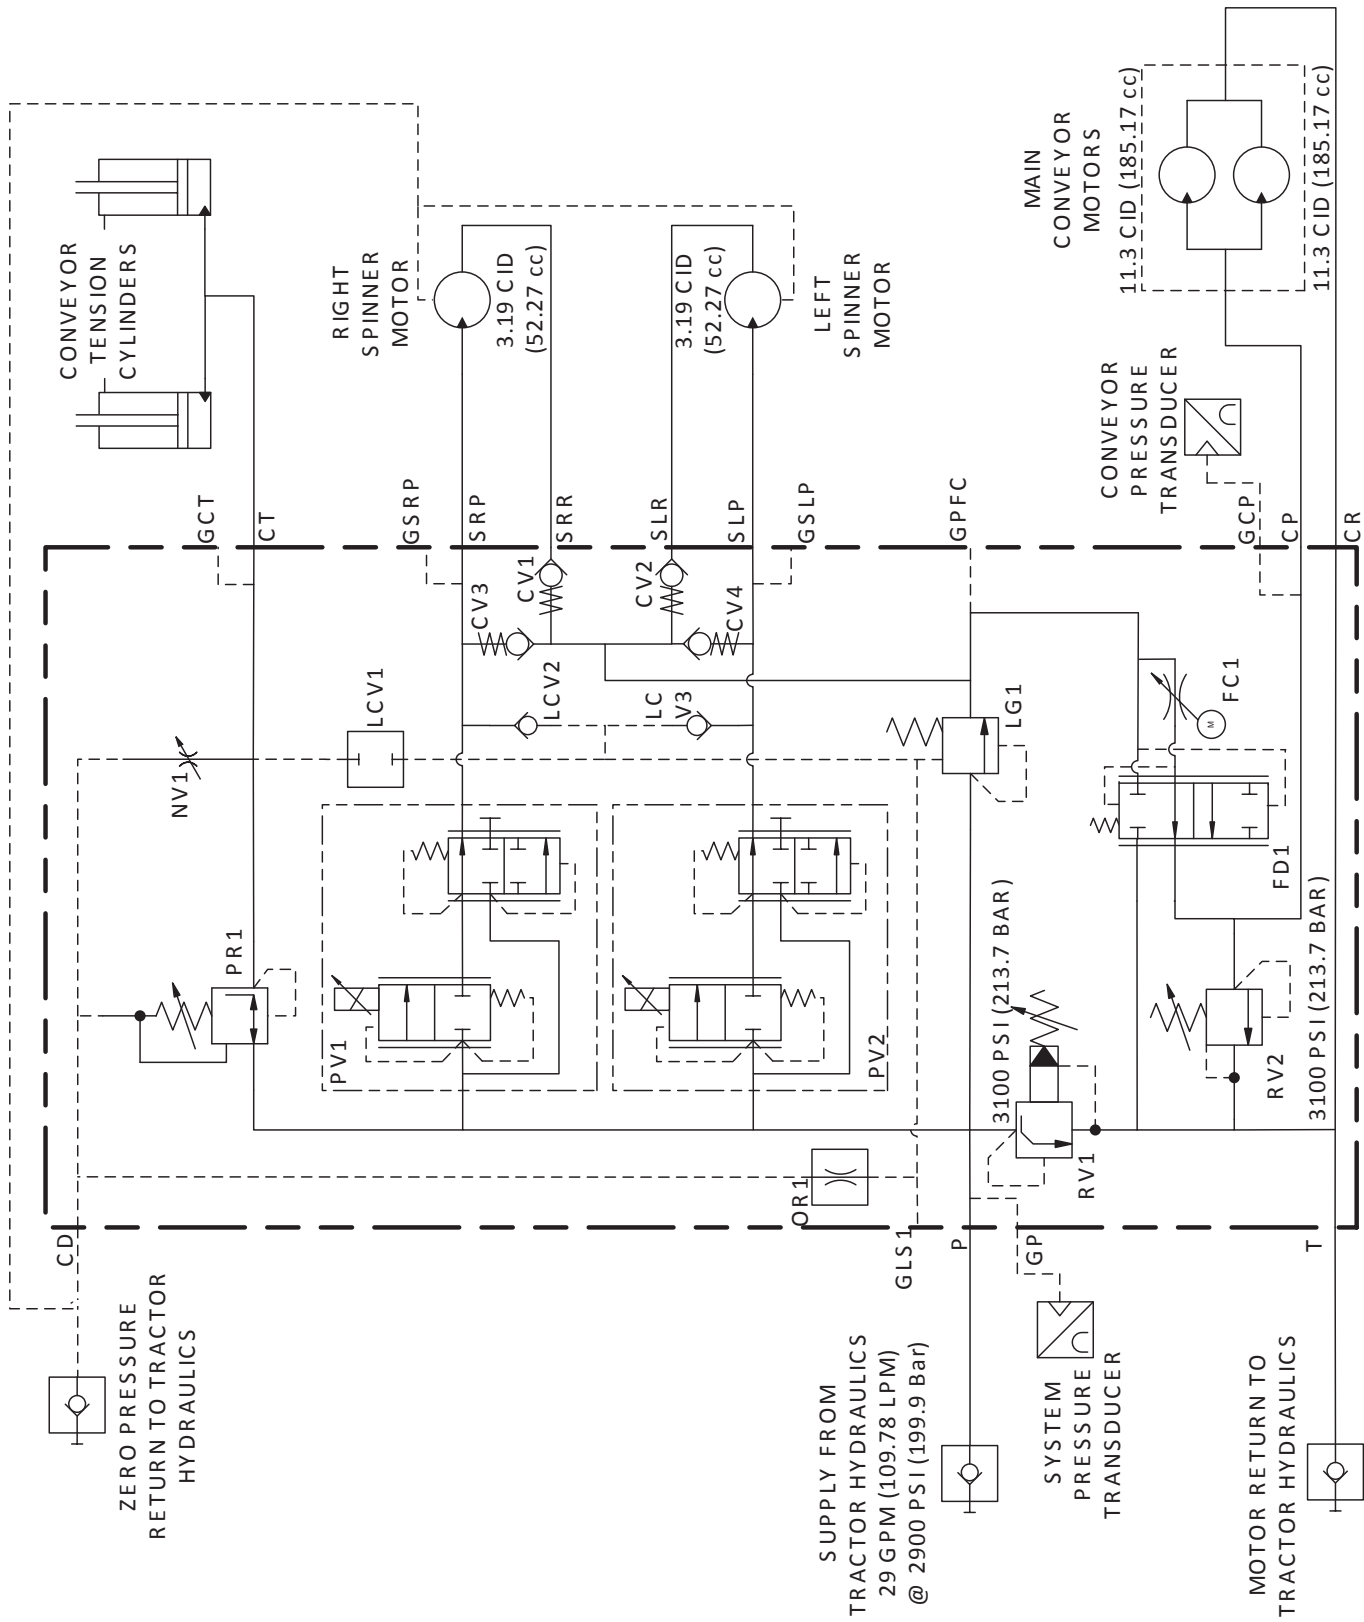 CONVEYOR
TENSION
CYLINDERS
RIGHT
SPINNER
MOTOR
3.19 CID
(52.27 cc)
3.19 CID
(52.27 cc)
LEFT
SPINNER
MOTOR
MAIN
CONVEYOR
MOTORS
11.3 CID (185.17 cc)
11.3 CID (185.17 cc)
CONVEYOR
PRESSURE
TRANSDUCER
GCT
CT
GSRP
SRP
SRR
SLR
SLP
GSLP
GPFC
GCP
CP
CR
CV3
CV1
CV2
CV4
NV1
LCV1
LCV2
LC
V3
LG1
FC1
M
PR1
PV1
PV2
FD1
3100 PSI (213.7 BAR)
RV1
RV2
3100 PSI (213.7 BAR)
OR1
CD
GLS1
P
GP
T
ZERO PRESSURE
RETURN TO TRACTOR
HYDRAULICS
SUPPLY FROM
TRACTOR HYDRAULICS
29 GPM (109.78 LPM)
@ 2900 PSI (199.9 Bar)
SYSTEM
PRESSURE
TRANSDUCER
MOTOR RETURN TO
TRACTOR HYDRAULICS